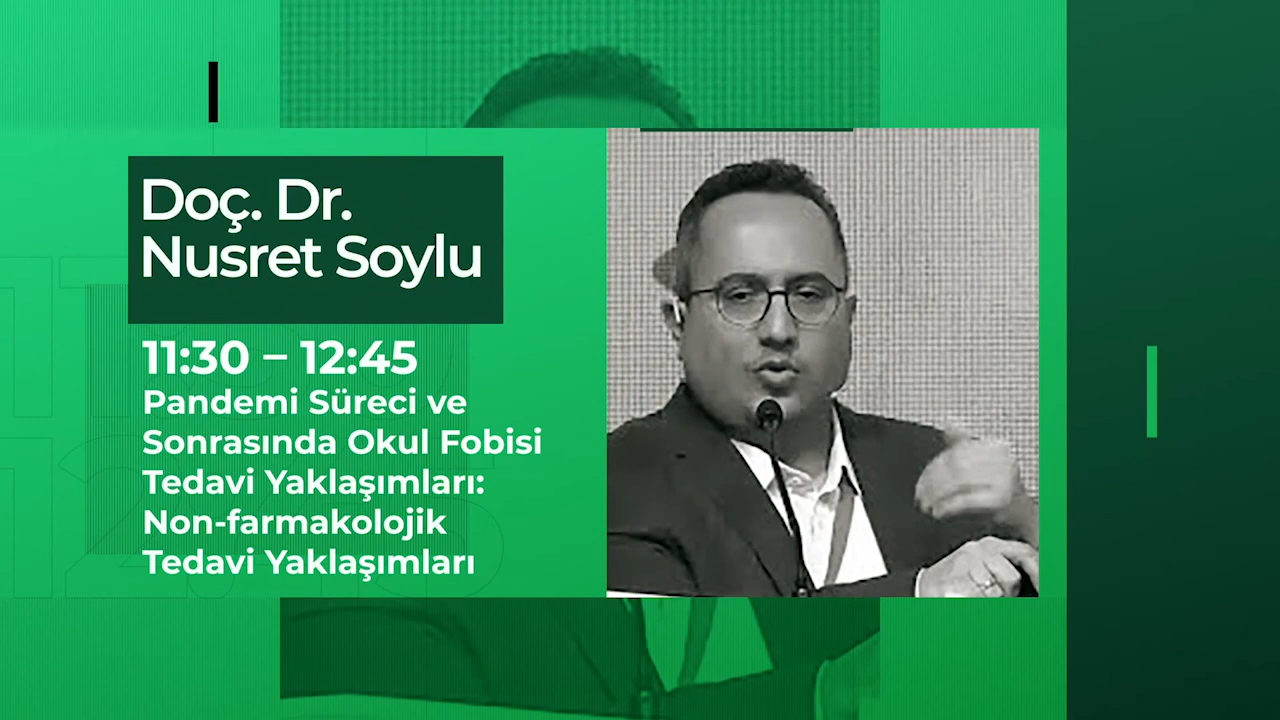 Doç. Dr.
Nusret Soylu
11:30 – 12:45
Pandemi Süreci ve
Sonrasında Okul Fobisi
Tedavi Yaklaşımları:
Non-farmakolojik
Tedavi Yaklaşımları